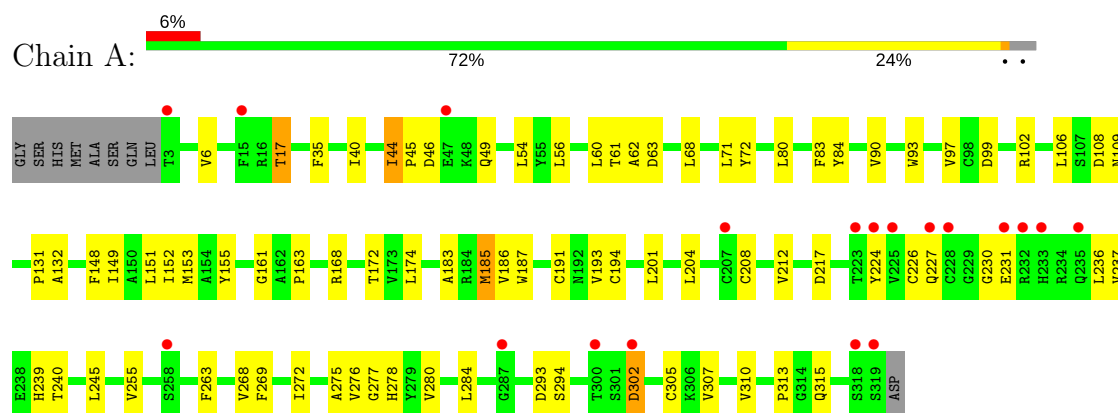 6%
Chain A:
72% 24% • •
GLY SER HIS MET ALA SER GLN LEU T3 V6 F15 R16 T17 F35 I40 I44 P45 D46 E47 K48 Q49 L54 Y55 L56 L60 T61 A62 D63 L68 L71 Y72 L80 F83 Y84 V90 W93 V97 C98 D99 R102 L106 S107 D108 N109
P131 A132 F148 I149 A150 L151 I152 M153 A154 Y155 G161 A162 P163 R168 T172 V173 L174 A183 R184 M185 V186 W187 C191 N192 V193 C194 L201 L204 C207 C208 V212 D217 T223 Y224 V225 C226 Q227 C228 G229 G230 E231 R232 H233 R234 Q235 L236 V237
E238 H239 T240 L245 V255 S258 F263 V268 F269 I272 A275 V276 G277 H278 Y279 V280 L284 G287 D293 S294 T300 S301 D302 C305 K306 V307 V310 P313 G314 Q315 S318 S319 ASP